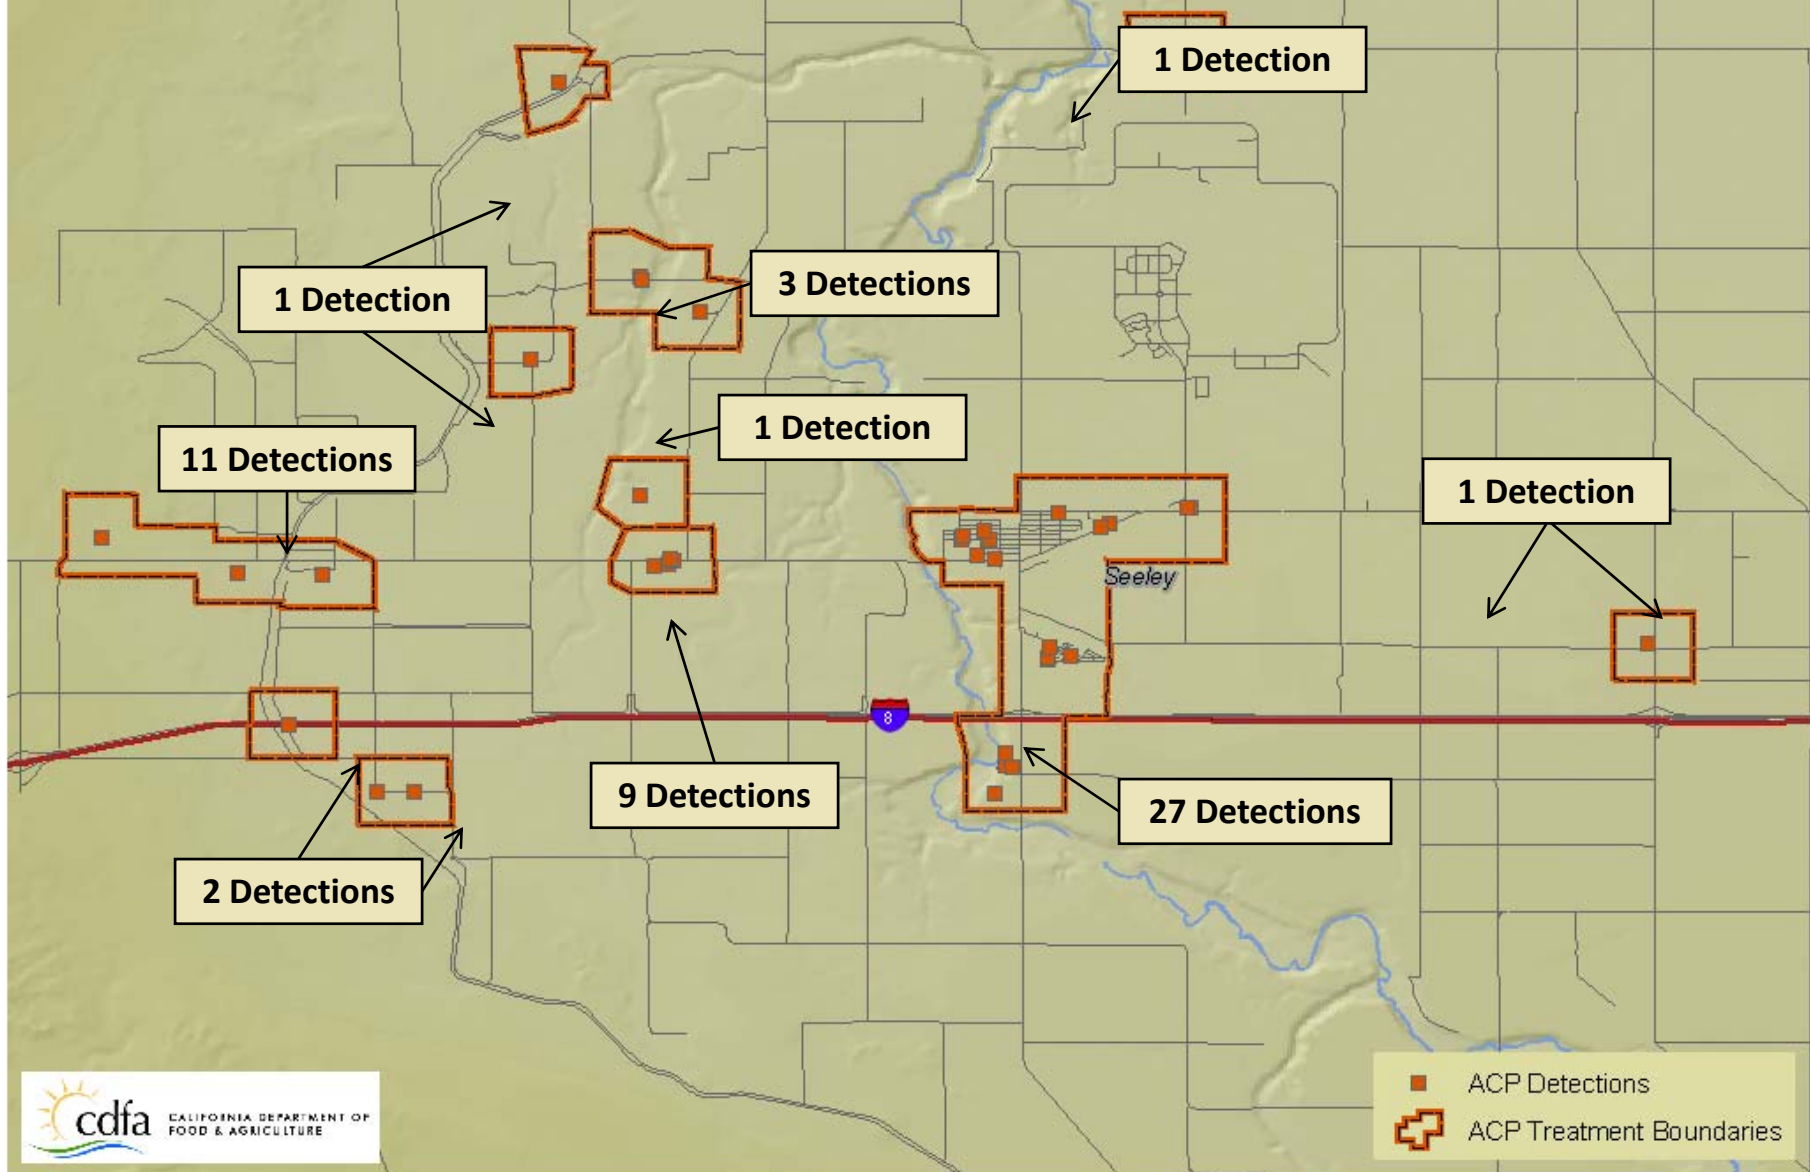 1 Detection
1 Detection
3 Detections
1 Detection
11 Detections
1 Detection
Seeley
8
9 Detections
27 Detections
2 Detections
cdfa
CALIFORNIA DEPARTMENT OF
FOOD & AGRICULTURE
ACP Detections
ACP Treatment Boundaries